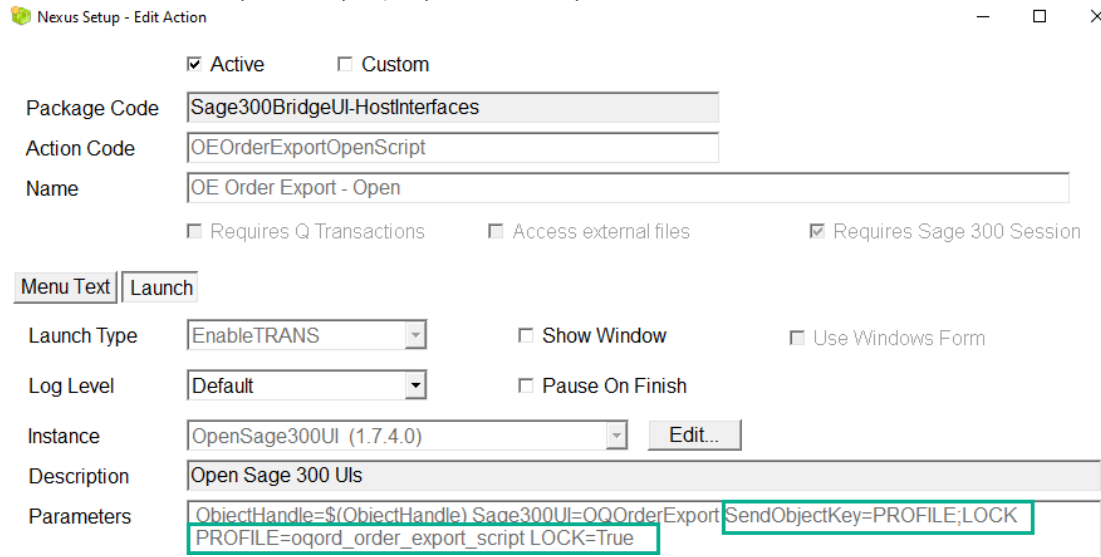 Nexus Setup - Edit Action
Active Custom
Package Code Sage300BridgeUI-HostInterfaces
Action Code OEOrderExportOpenScript
Name OE Order Export - Open
Requires Q Transactions Access external files Requires Sage 300 Session
Menu Text Launch
Launch Type EnableTRANS Show Window Use Windows Form
Log Level Default Pause On Finish
Instance OpenSage300UI (1.7.4.0) Edit...
Description Open Sage 300 UIs
Parameters ObjectHandle=$(ObjectHandle) Sage300UI=OQOrderExport SendObjectKey=PROFILE;LOCK
PROFILE=oqord_order_export_script LOCK=True